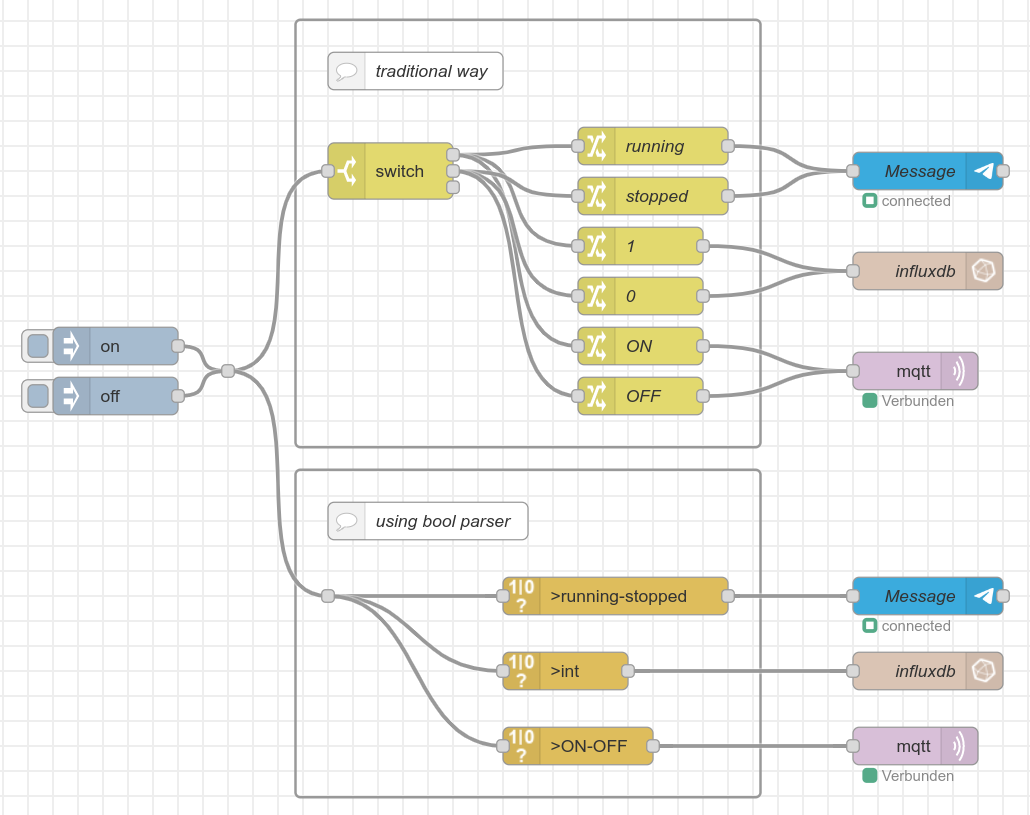 traditional way
switch
running
stopped
1
0
ON
OFF
Message
connected
influxdb
mqtt
Verbunden
on
off
using bool parser
1|0
?
>running-stopped
1|0
?
>int
1|0
?
>ON-OFF
Message
connected
influxdb
mqtt
Verbunden